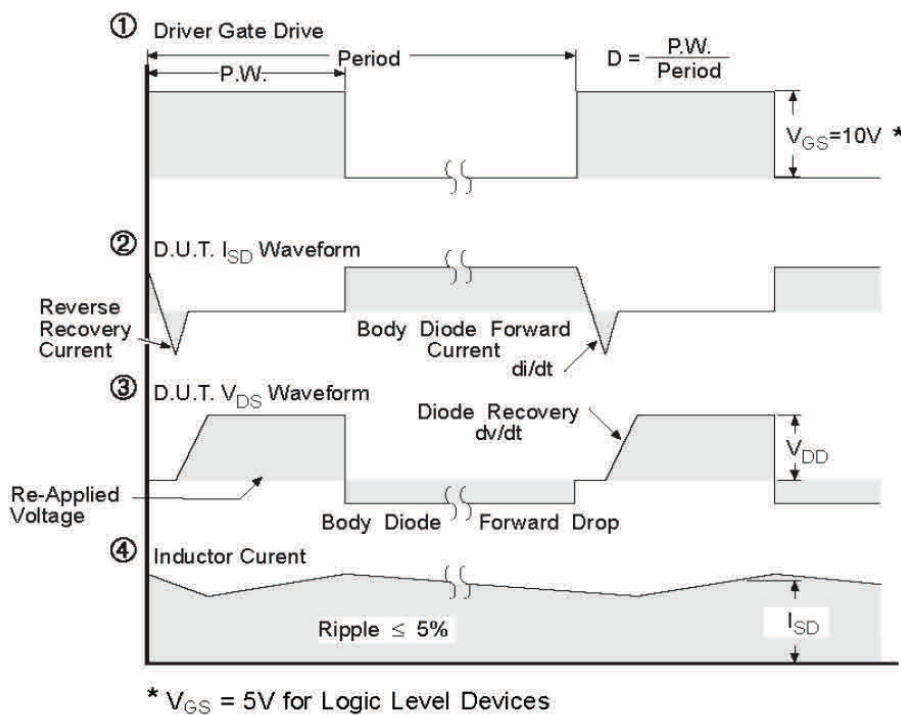 ① Driver Gate Drive
Period
P.W.
D = P.W. / Period
V_GS=10V *
② D.U.T. I_SD Waveform
Reverse
Recovery
Current
Body Diode Forward
Current
di/dt
③ D.U.T. V_DS Waveform
Diode Recovery
dv/dt
V_DD
Re-Applied
Voltage
Body Diode Forward Drop
④ Inductor Curent
Ripple ≤ 5%
I_SD
* V_GS = 5V for Logic Level Devices